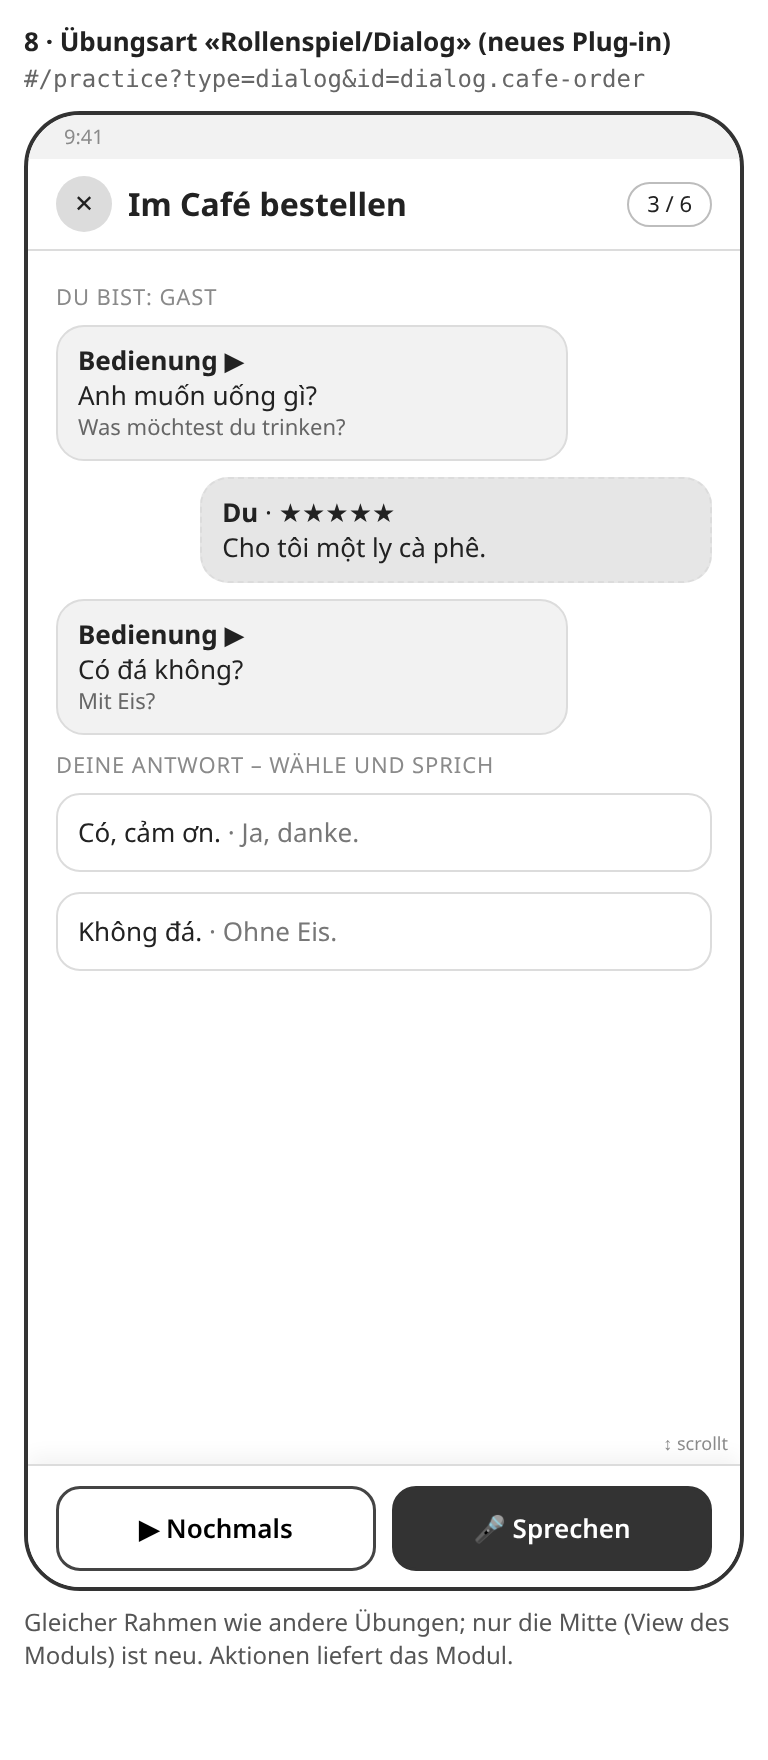 8 · Übungsart «Rollenspiel/Dialog» (neues Plug-in)
#/practice?type=dialog&id=dialog.cafe-order
9:41
✕ Im Café bestellen 3 / 6
DU BIST: GAST
Bedienung ▶
Anh muốn uống gì?
Was möchtest du trinken?
Du · ★★★★★
Cho tôi một ly cà phê.
Bedienung ▶
Có đá không?
Mit Eis?
DEINE ANTWORT – WÄHLE UND SPRICH
Có, cảm ơn. · Ja, danke.
Không đá. · Ohne Eis.
↕ scrollt
▶ Nochmals
🎤 Sprechen
Gleicher Rahmen wie andere Übungen; nur die Mitte (View des
Moduls) ist neu. Aktionen liefert das Modul.